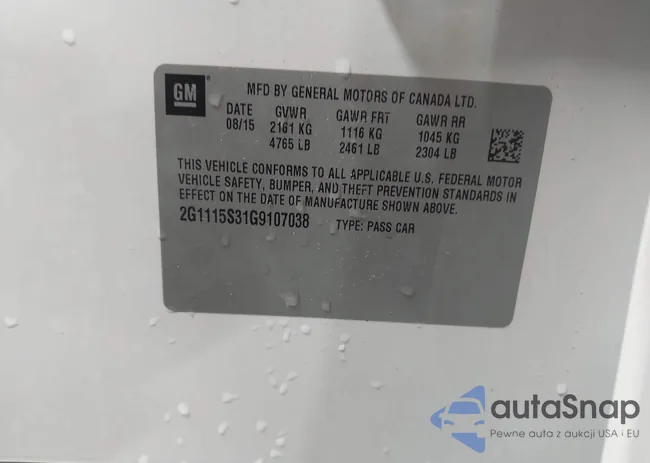 GM
MFD BY GENERAL MOTORS OF CANADA LTD.
DATE GVWR GAWR FRT GAWR RR
08/15 2161 KG 1116 KG 1045 KG
4765 LB 2461 LB 2304 LB
THIS VEHICLE CONFORMS TO ALL APPLICABLE U.S. FEDERAL MOTOR
VEHICLE SAFETY, BUMPER, AND THEFT PREVENTION STANDARDS IN
EFFECT ON THE DATE OF MANUFACTURE SHOWN ABOVE.
2G1115S31G9107038 TYPE: PASS CAR
autaSnap
Pewne auta z aukcji USA i EU